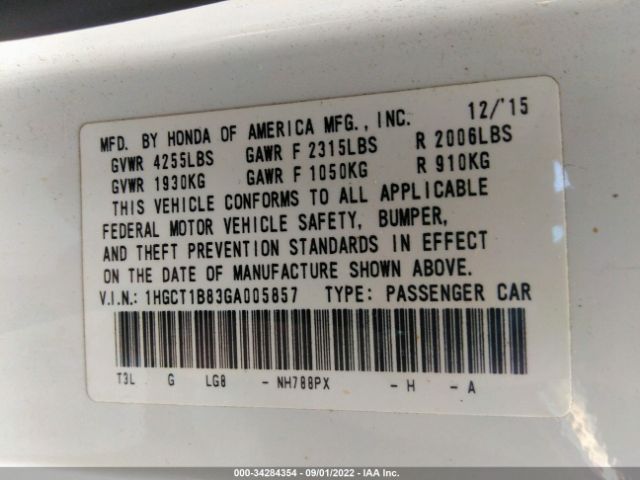 MFD. BY HONDA OF AMERICA MFG., INC. 12/'15
GVWR 4255LBS GAWR F 2315LBS R 2006LBS
GVWR 1930KG GAWR F 1050KG R 910KG
THIS VEHICLE CONFORMS TO ALL APPLICABLE
FEDERAL MOTOR VEHICLE SAFETY, BUMPER,
AND THEFT PREVENTION STANDARDS IN EFFECT
ON THE DATE OF MANUFACTURE SHOWN ABOVE.
V.I.N.: 1HGCT1B83GA005857 TYPE: PASSENGER CAR
T3L G LG8 - NH788PX - H - A
000-34284354 - 09/01/2022 - IAA Inc.